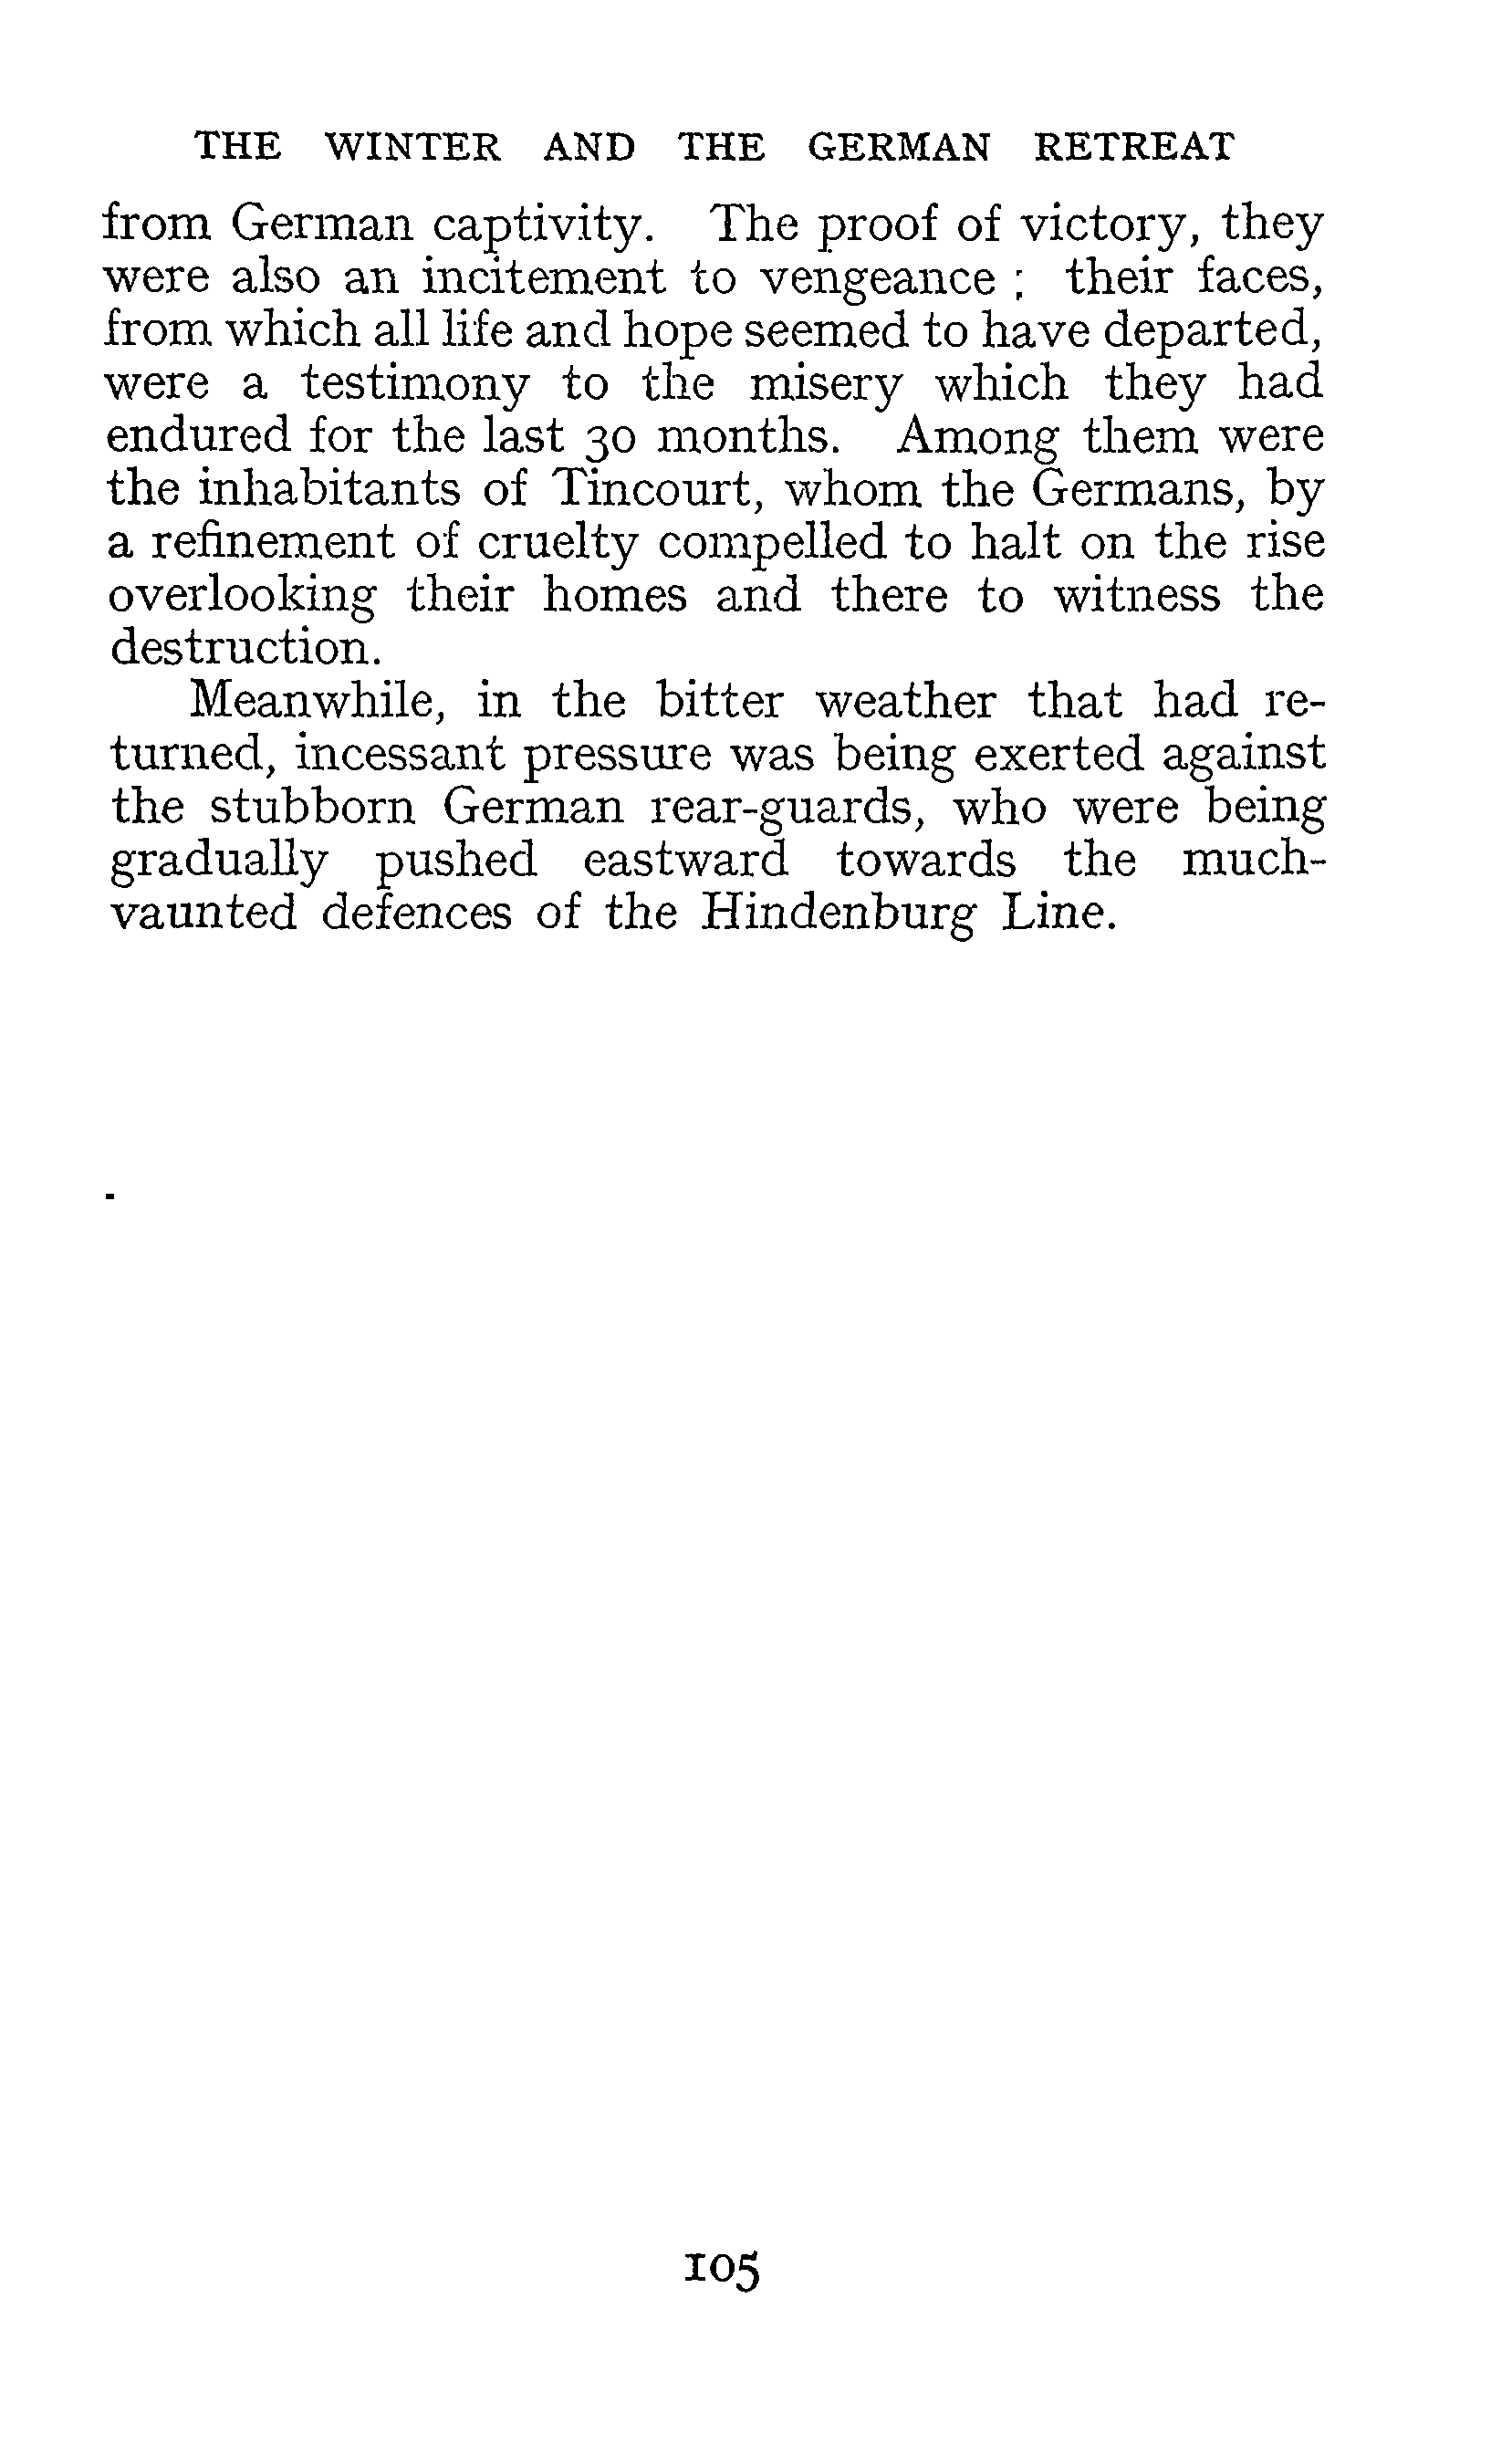 THE WINTER AND THE GERMAN RETREAT
from German captivity. The proof of victory, they
were also an incitement to vengeance ; their faces,
from which all life and hope seemed to have departed,
were a testimony to the misery which they had
endured for the last 30 months. Among them were
the inhabitants of Tincourt, whom the Germans, by
a refinement of cruelty compelled to halt on the rise
overlooking their homes and there to witness the
destruction.
Meanwhile, in the bitter weather that had re-
turned, incessant pressure was being exerted against
the stubborn German rear-guards, who were being
gradually pushed eastward towards the much-
vaunted defences of the Hindenburg Line.
105